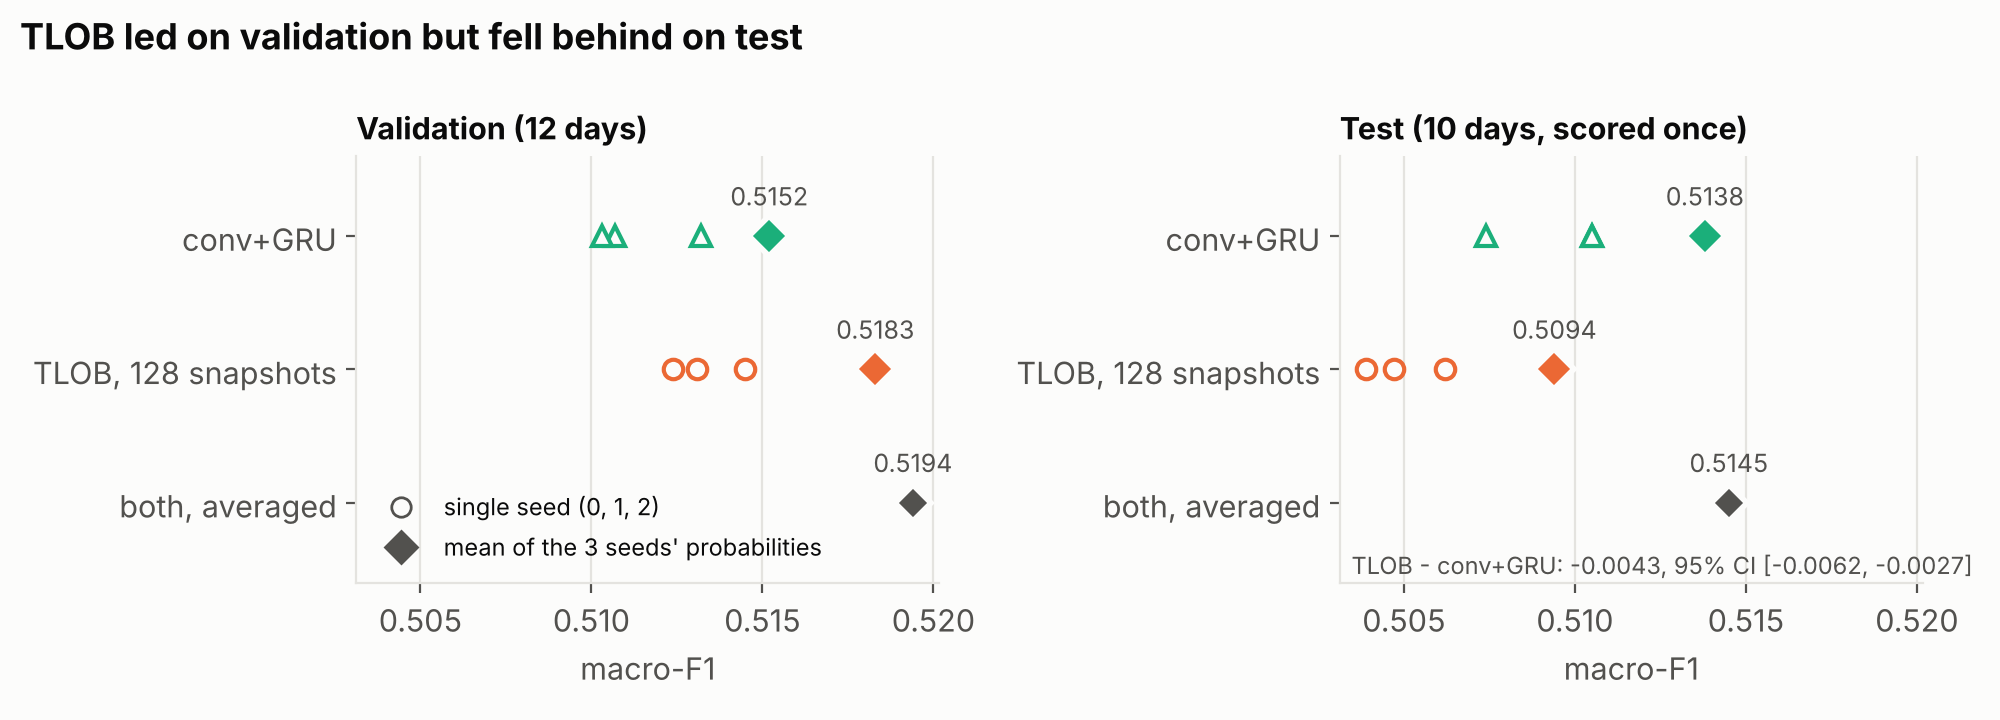 TLOB led on validation but fell behind on test
Validation (12 days)
0.5152
conv+GRU
0.5183
TLOB, 128 snapshots
0.5194
both, averaged
single seed (0, 1, 2)
mean of the 3 seeds' probabilities
0.505 0.510 0.515 0.520
macro-F1
Test (10 days, scored once)
0.5138
conv+GRU
0.5094
TLOB, 128 snapshots
0.5145
both, averaged
TLOB - conv+GRU: -0.0043, 95% CI [-0.0062, -0.0027]
0.505 0.510 0.515 0.520
macro-F1